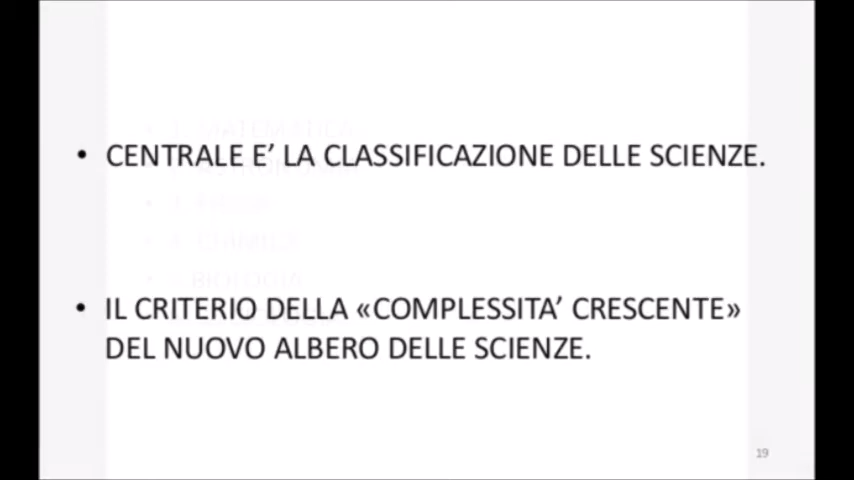 • CENTRALE E’ LA CLASSIFICAZIONE DELLE SCIENZE.
• IL CRITERIO DELLA «COMPLESSITA’ CRESCENTE»
DEL NUOVO ALBERO DELLE SCIENZE.
19